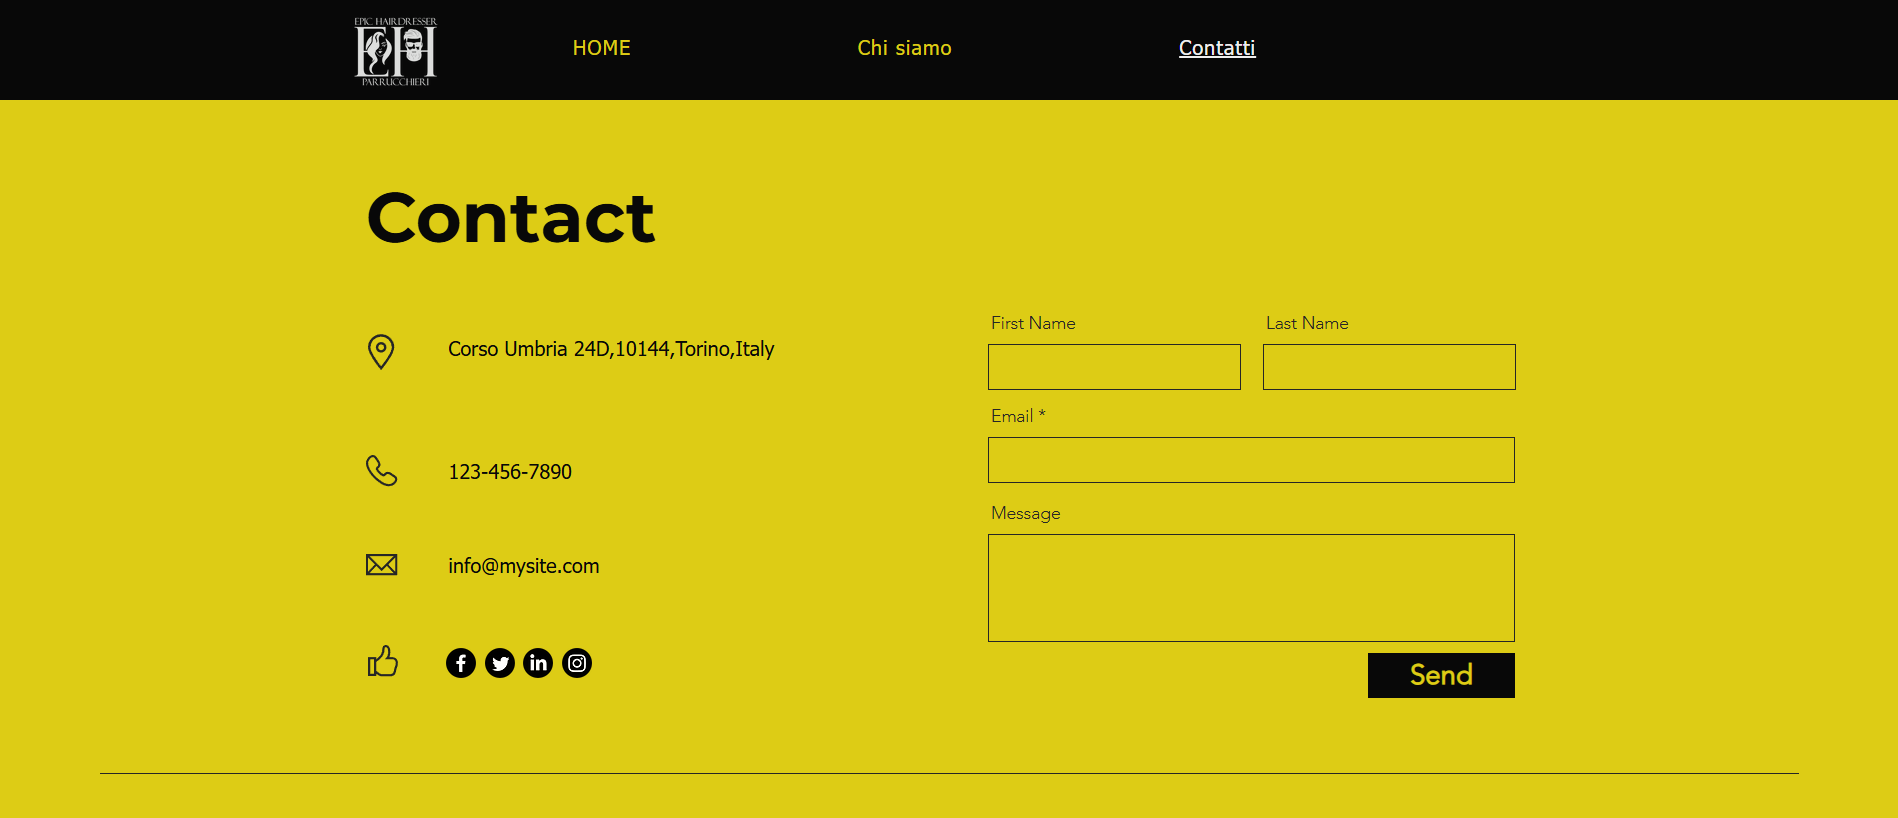 EPIC HAIRDRESSER
EH
PARRUCCHIERI
HOME
Chi siamo
Contatti
Contact
Corso Umbria 24D,10144,Torino,Italy
123-456-7890
info@mysite.com
First Name
Last Name
Email *
Message
Send